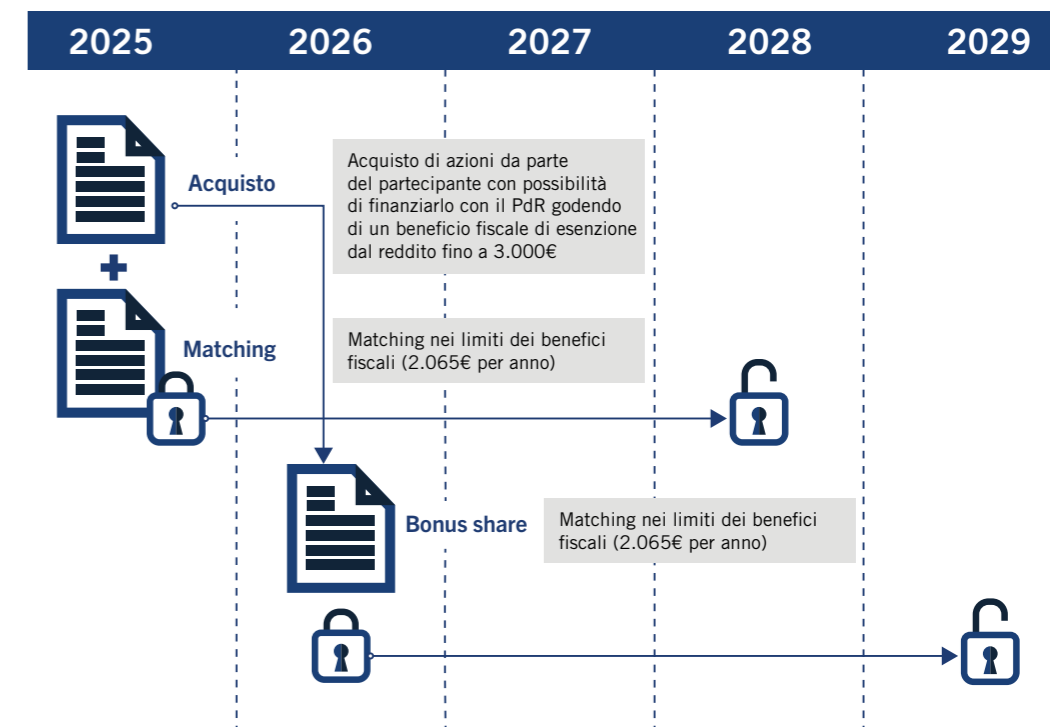 2025 2026 2027 2028 2029
Acquisto
Acquisto di azioni da parte
del partecipante con possibilità
di finanziarlo con il PdR godendo
di un beneficio fiscale di esenzione
dal reddito fino a 3.000€
Matching
Matching nei limiti dei benefici
fiscali (2.065€ per anno)
Bonus share
Matching nei limiti dei benefici
fiscali (2.065€ per anno)